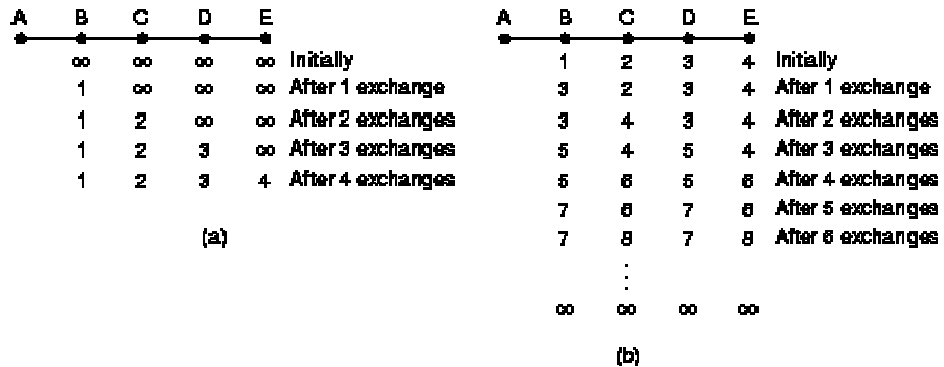 A B C D E
∞ ∞ ∞ ∞ Initially
1 ∞ ∞ ∞ After 1 exchange
1 2 ∞ ∞ After 2 exchanges
1 2 3 ∞ After 3 exchanges
1 2 3 4 After 4 exchanges
(a)
A B C D E
1 2 3 4 Initially
3 2 3 4 After 1 exchange
3 4 3 4 After 2 exchanges
5 4 5 4 After 3 exchanges
5 6 5 6 After 4 exchanges
7 6 7 6 After 5 exchanges
7 8 7 8 After 6 exchanges
⋮
∞ ∞ ∞ ∞
(b)